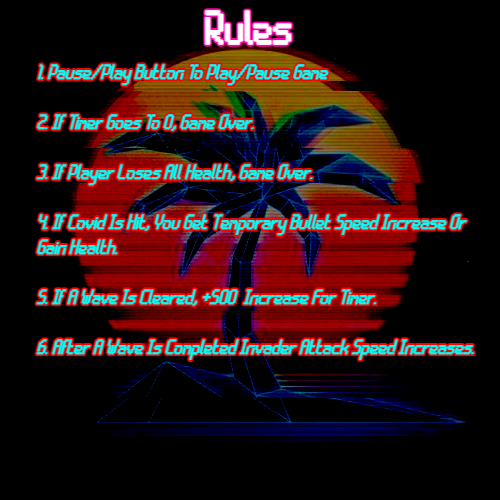 Rules
1. Pause/Play Button To Play/Pause Game
2. If Timer Goes To 0, Game Over.
3. If Player Loses All Health, Game Over.
4. If Covid Is Hit, You Get Temporary Bullet Speed Increase Or
Gain Health.
5. If A Wave Is Cleared, +500 Increase For Timer.
6. After A Wave Is Completed Invader Attack Speed Increases.